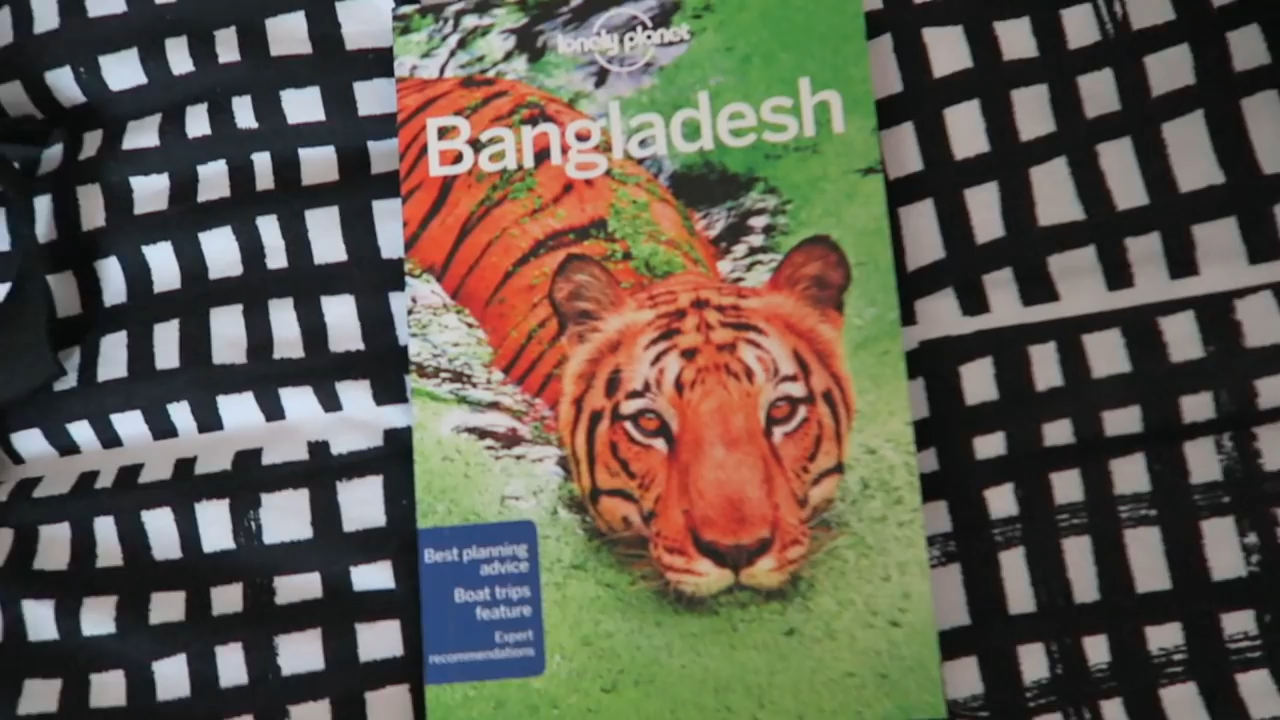 lonely planet
Bangladesh
Best planning
advice
Boat trips
feature
Expert
recommendations